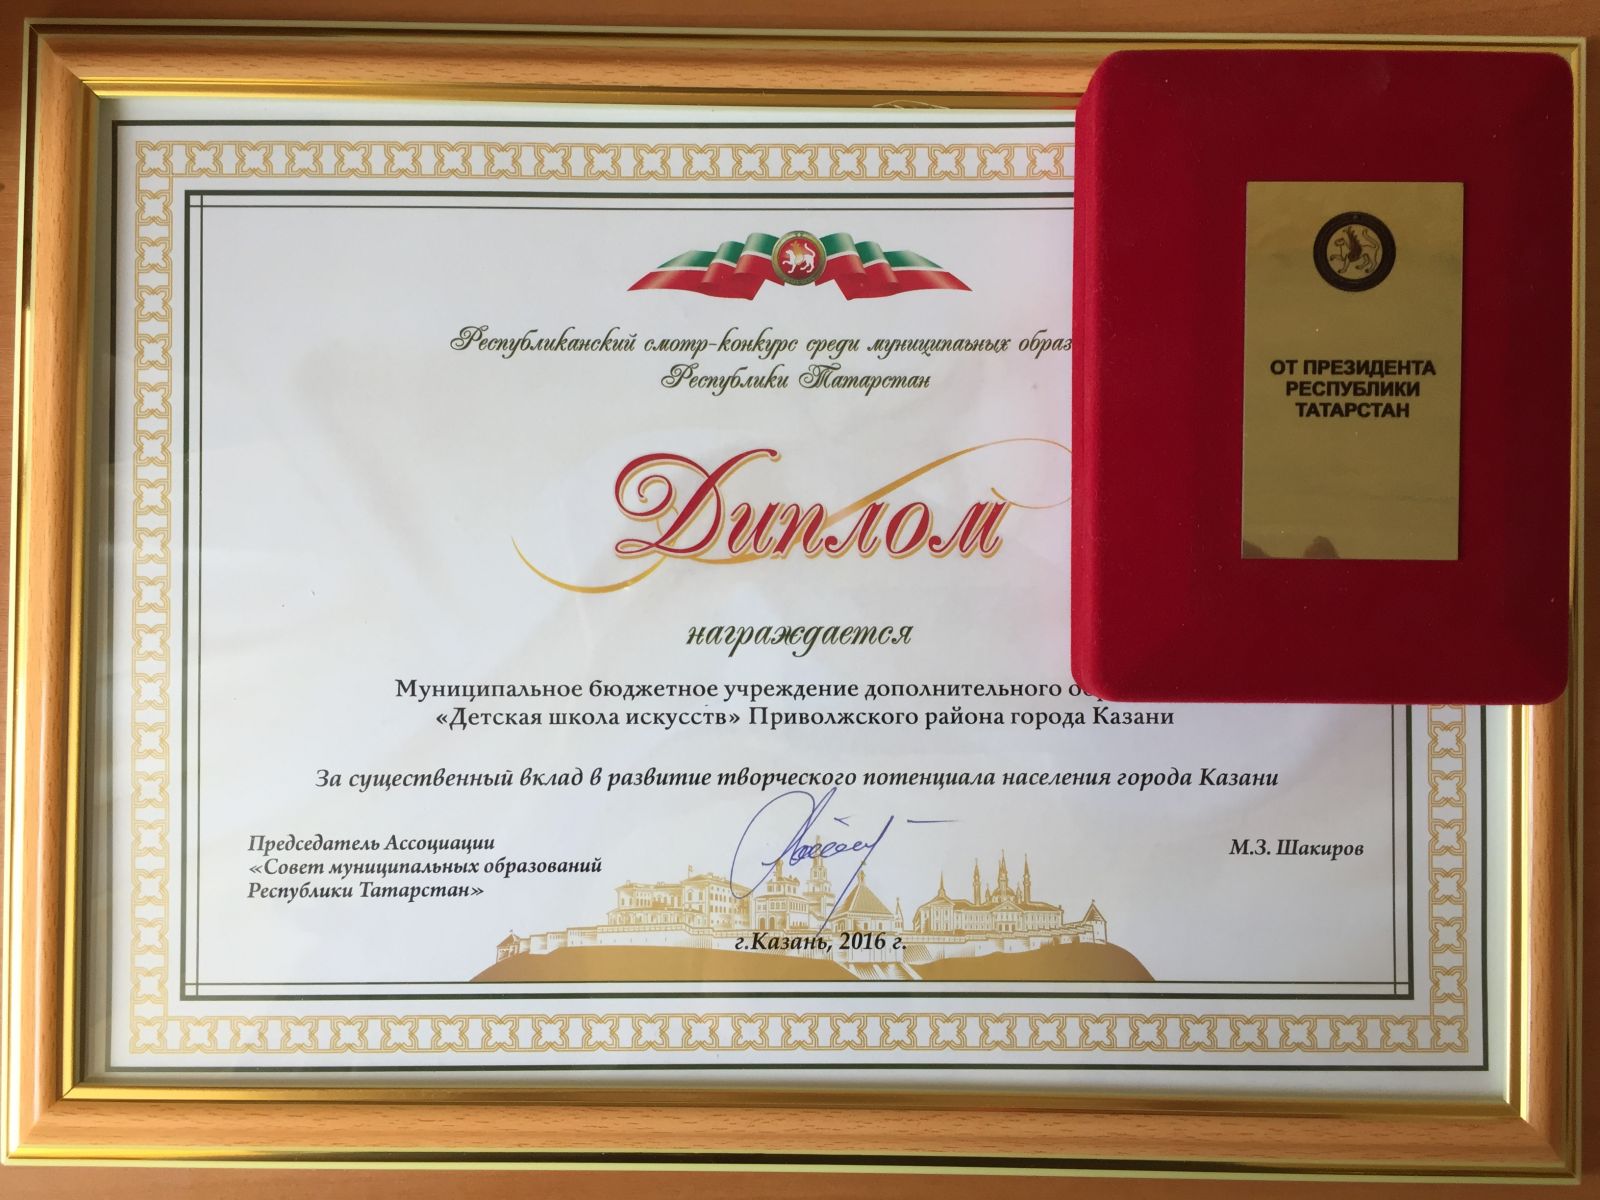 Республиканский смотр-конкурс среди муниципаьных образ
Республики Татарстан
Диплом
награждается
Муниципальное бюджетное учреждение дополнительного
«Детская школа искусств» Приволжского района города Казани
За существенный вклад в развитие творческого потенциала населения города Казани
Председатель Ассоциации
«Совет муниципальных образований
Республики Татарстан»
М.З. Шакиров
г.Казань, 2016 г.
ОТ ПРЕЗИДЕНТА
РЕСПУБЛИКИ
ТАТАРСТАН